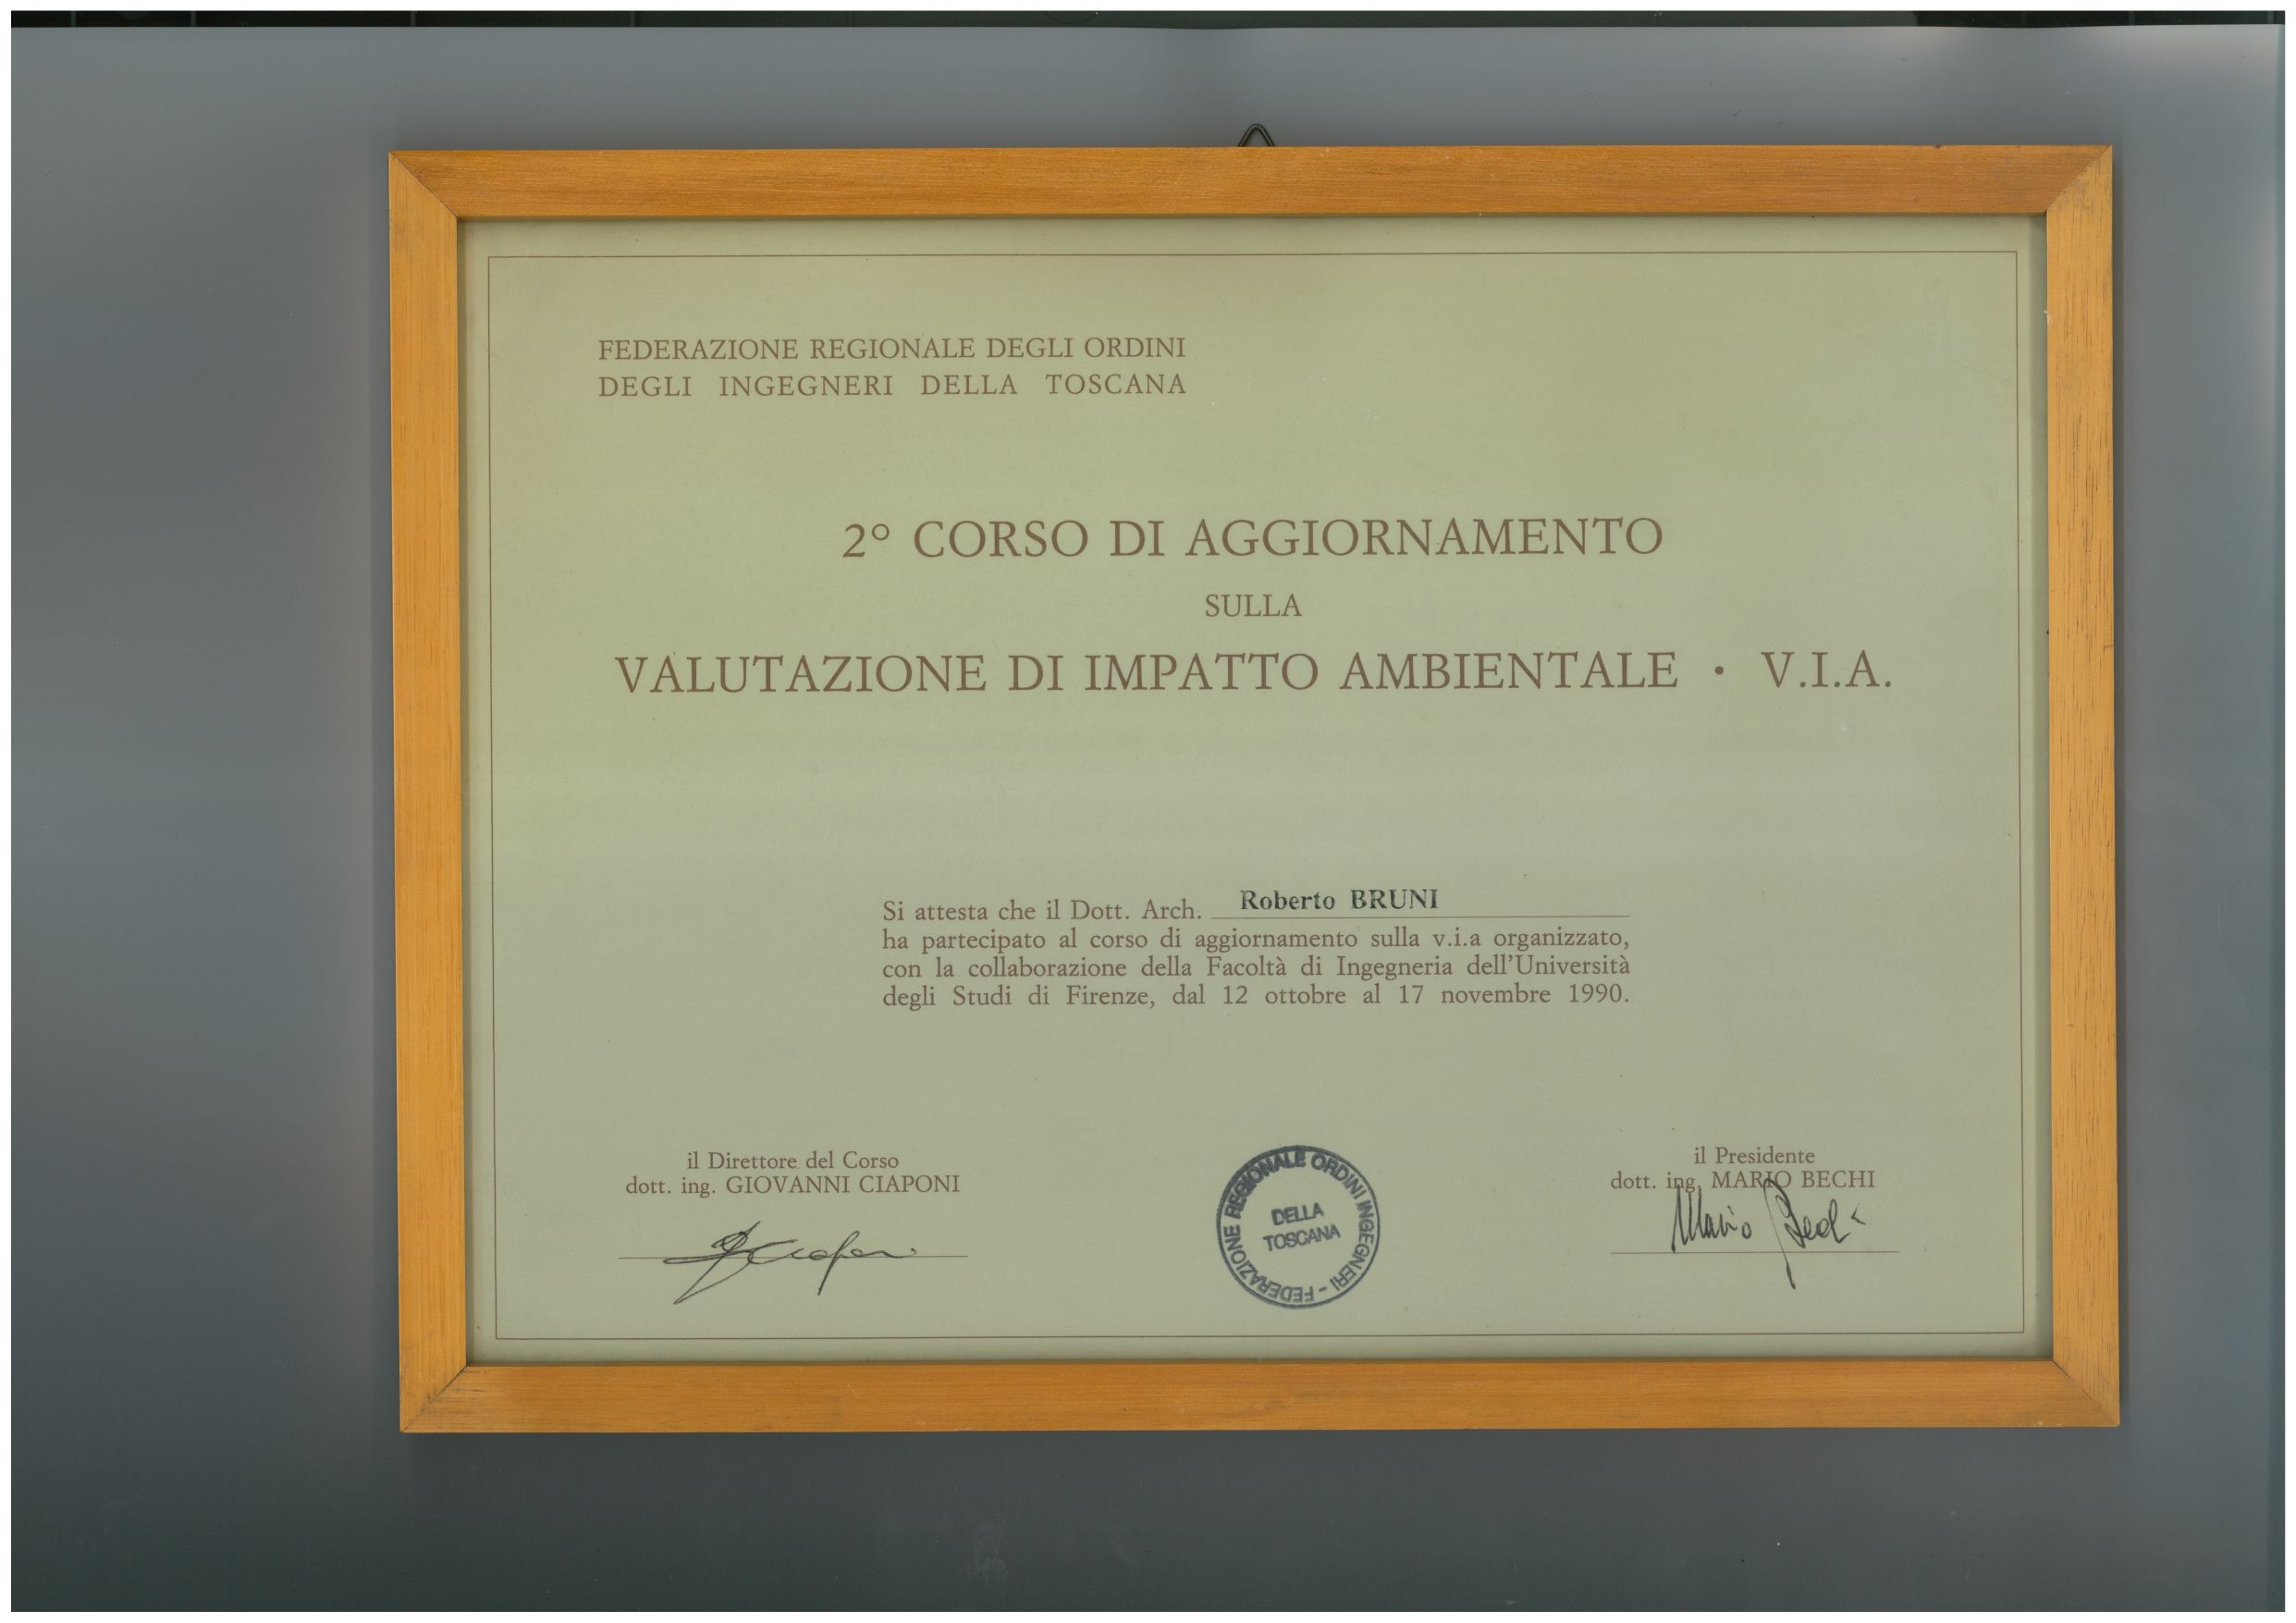 FEDERAZIONE REGIONALE DEGLI ORDINI
DEGLI INGEGNERI DELLA TOSCANA
2° CORSO DI AGGIORNAMENTO
SULLA
VALUTAZIONE DI IMPATTO AMBIENTALE • V.I.A.
Si attesta che il Dott. Arch. Roberto BRUNI
ha partecipato al corso di aggiornamento sulla v.i.a organizzato,
con la collaborazione della Facoltà di Ingegneria dell'Università
degli Studi di Firenze, dal 12 ottobre al 17 novembre 1990.
il Direttore del Corso
dott. ing. GIOVANNI CIAPONI
FEDERAZIONE REGIONALE ORDINI INGEGNERI -
DELLA
TOSCANA
il Presidente
dott. ing. MARIO BECHI
Mario Bechi